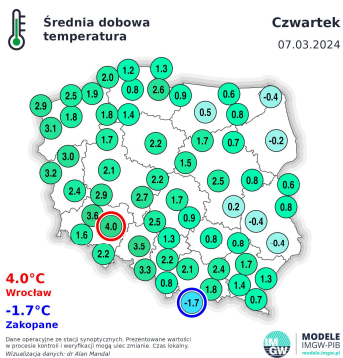 Średnia dobowa
temperatura
Czwartek
07.03.2024
2.0 1.2 1.3
2.5 1.9 0.8 2.6 0.9 0.6 -0.4
2.9 1.8 1.8 1.4 0.5 0.8
3.1 1.7 2.2 1.7 0.7 -0.2
3.0 1.5
3.2 2.1 2.2 2.5 0.8 0.6
2.4 2.9 2.7 1.7 0.2 0.8
3.6 4.0 2.5 0.9 -0.4
1.6 1.3 0.8 0.8 -0.4
2.2 3.5 2.2
3.3 2.1 2.4 1.7
0.8 1.8 1.4 1.3
-1.7 0.7
4.0°C
Wrocław
-1.7°C
Zakopane
Dane operacyjne ze stacji synoptycznych. Prezentowane wartości
w procesie kontroli i weryfikacji mogą ulec zmianie. Czas lokalny.
Wizualizacja danych: dr Alan Mandal
IM
GW
MODELE
IMGW-PIB
modele.imgw.pl